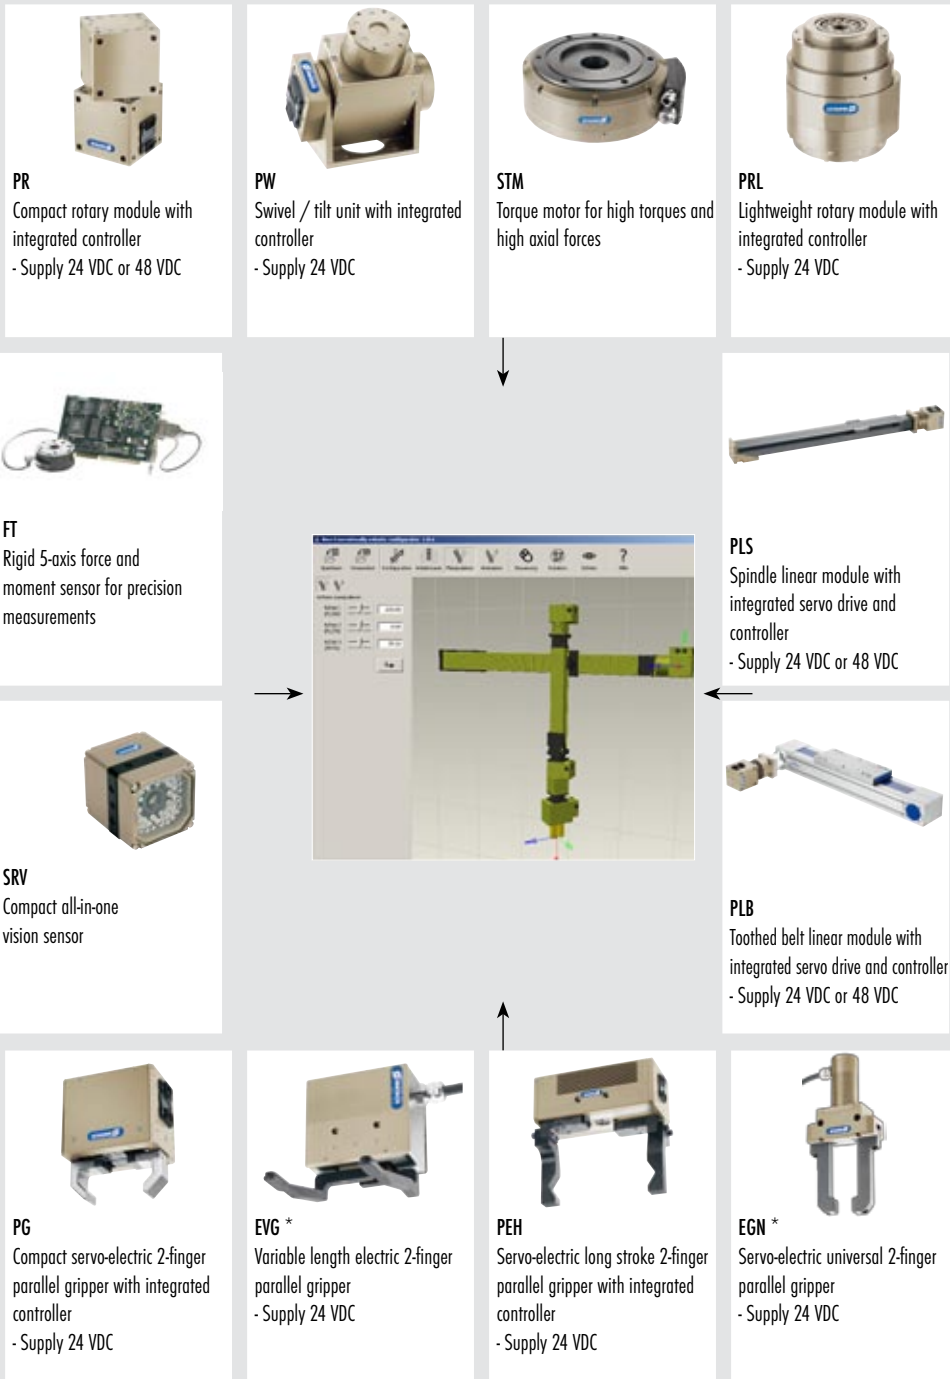 PR
Compact rotary module with
integrated controller
- Supply 24 VDC or 48 VDC
PW
Swivel / tilt unit with integrated
controller
- Supply 24 VDC
STM
Torque motor for high torques and
high axial forces
PRL
Lightweight rotary module with
integrated controller
- Supply 24 VDC
FT
Rigid 5-axis force and
moment sensor for precision
measurements
PLS
Spindle linear module with
integrated servo drive and
controller
- Supply 24 VDC or 48 VDC
SRV
Compact all-in-one
vision sensor
PLB
Toothed belt linear module with
integrated servo drive and controller
- Supply 24 VDC or 48 VDC
PG
Compact servo-electric 2-finger
parallel gripper with integrated
controller
- Supply 24 VDC
EVG *
Variable length electric 2-finger
parallel gripper
- Supply 24 VDC
PEH
Servo-electric long stroke 2-finger
parallel gripper with integrated
controller
- Supply 24 VDC
EGN *
Servo-electric universal 2-finger
parallel gripper
- Supply 24 VDC